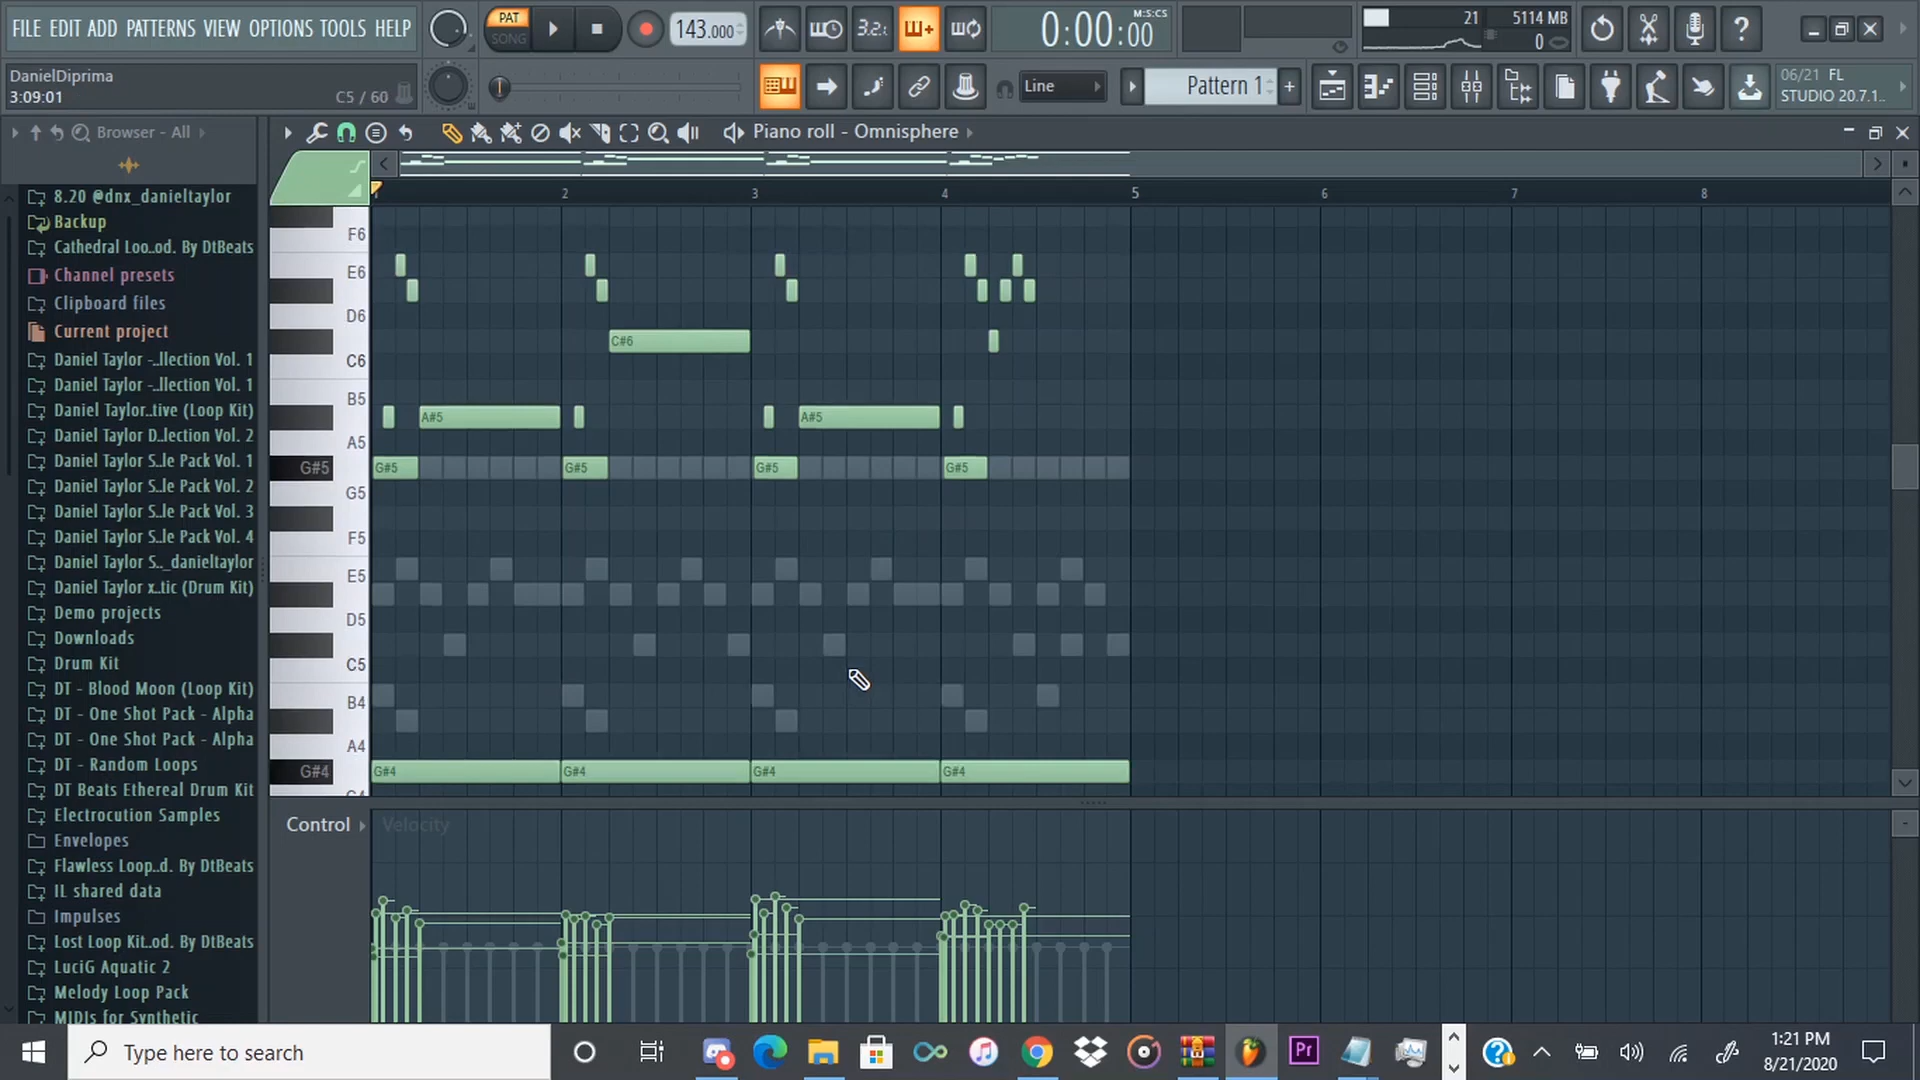 FILE EDIT ADD PATTERNS VIEW OPTIONS TOOLS HELP
PAT
SONG
143.000
3.2:
0:00:00
M:S:CS
21
5114 MB
0
DanielDiprima
3:09:01
C5 / 60
Line
Pattern 1
06/21 FL
STUDIO 20.7.1..
Browser - All
Piano roll - Omnisphere
8.20 @dnx_danieltaylor
Backup
Cathedral Loo..od. By DtBeats
Channel presets
Clipboard files
Current project
Daniel Taylor -..llection Vol. 1
Daniel Taylor -..llection Vol. 1
Daniel Taylor..tive (Loop Kit)
Daniel Taylor D..lection Vol. 2
Daniel Taylor S..le Pack Vol. 1
Daniel Taylor S..le Pack Vol. 2
Daniel Taylor S..le Pack Vol. 3
Daniel Taylor S..le Pack Vol. 4
Daniel Taylor S.._danieltaylor
Daniel Taylor x..tic (Drum Kit)
Demo projects
Downloads
Drum Kit
DT - Blood Moon (Loop Kit)
DT - One Shot Pack - Alpha
DT - One Shot Pack - Alpha
DT - Random Loops
DT Beats Ethereal Drum Kit
Electrocution Samples
Envelopes
Flawless Loop..d. By DtBeats
IL shared data
Impulses
Lost Loop Kit..od. By DtBeats
LuciG Aquatic 2
Melody Loop Pack
MIDIs for Synthetic
2 3 4 5 6 7 8
F6
E6
D6
C#6
C6
B5
A#5 A#5
A5
G#5 G#5 G#5 G#5 G#5
G5
F5
E5
D5
C5
B4
A4
G#4 G#4 G#4 G#4 G#4
Control
Velocity
Type here to search
Pr
1:21 PM
8/21/2020